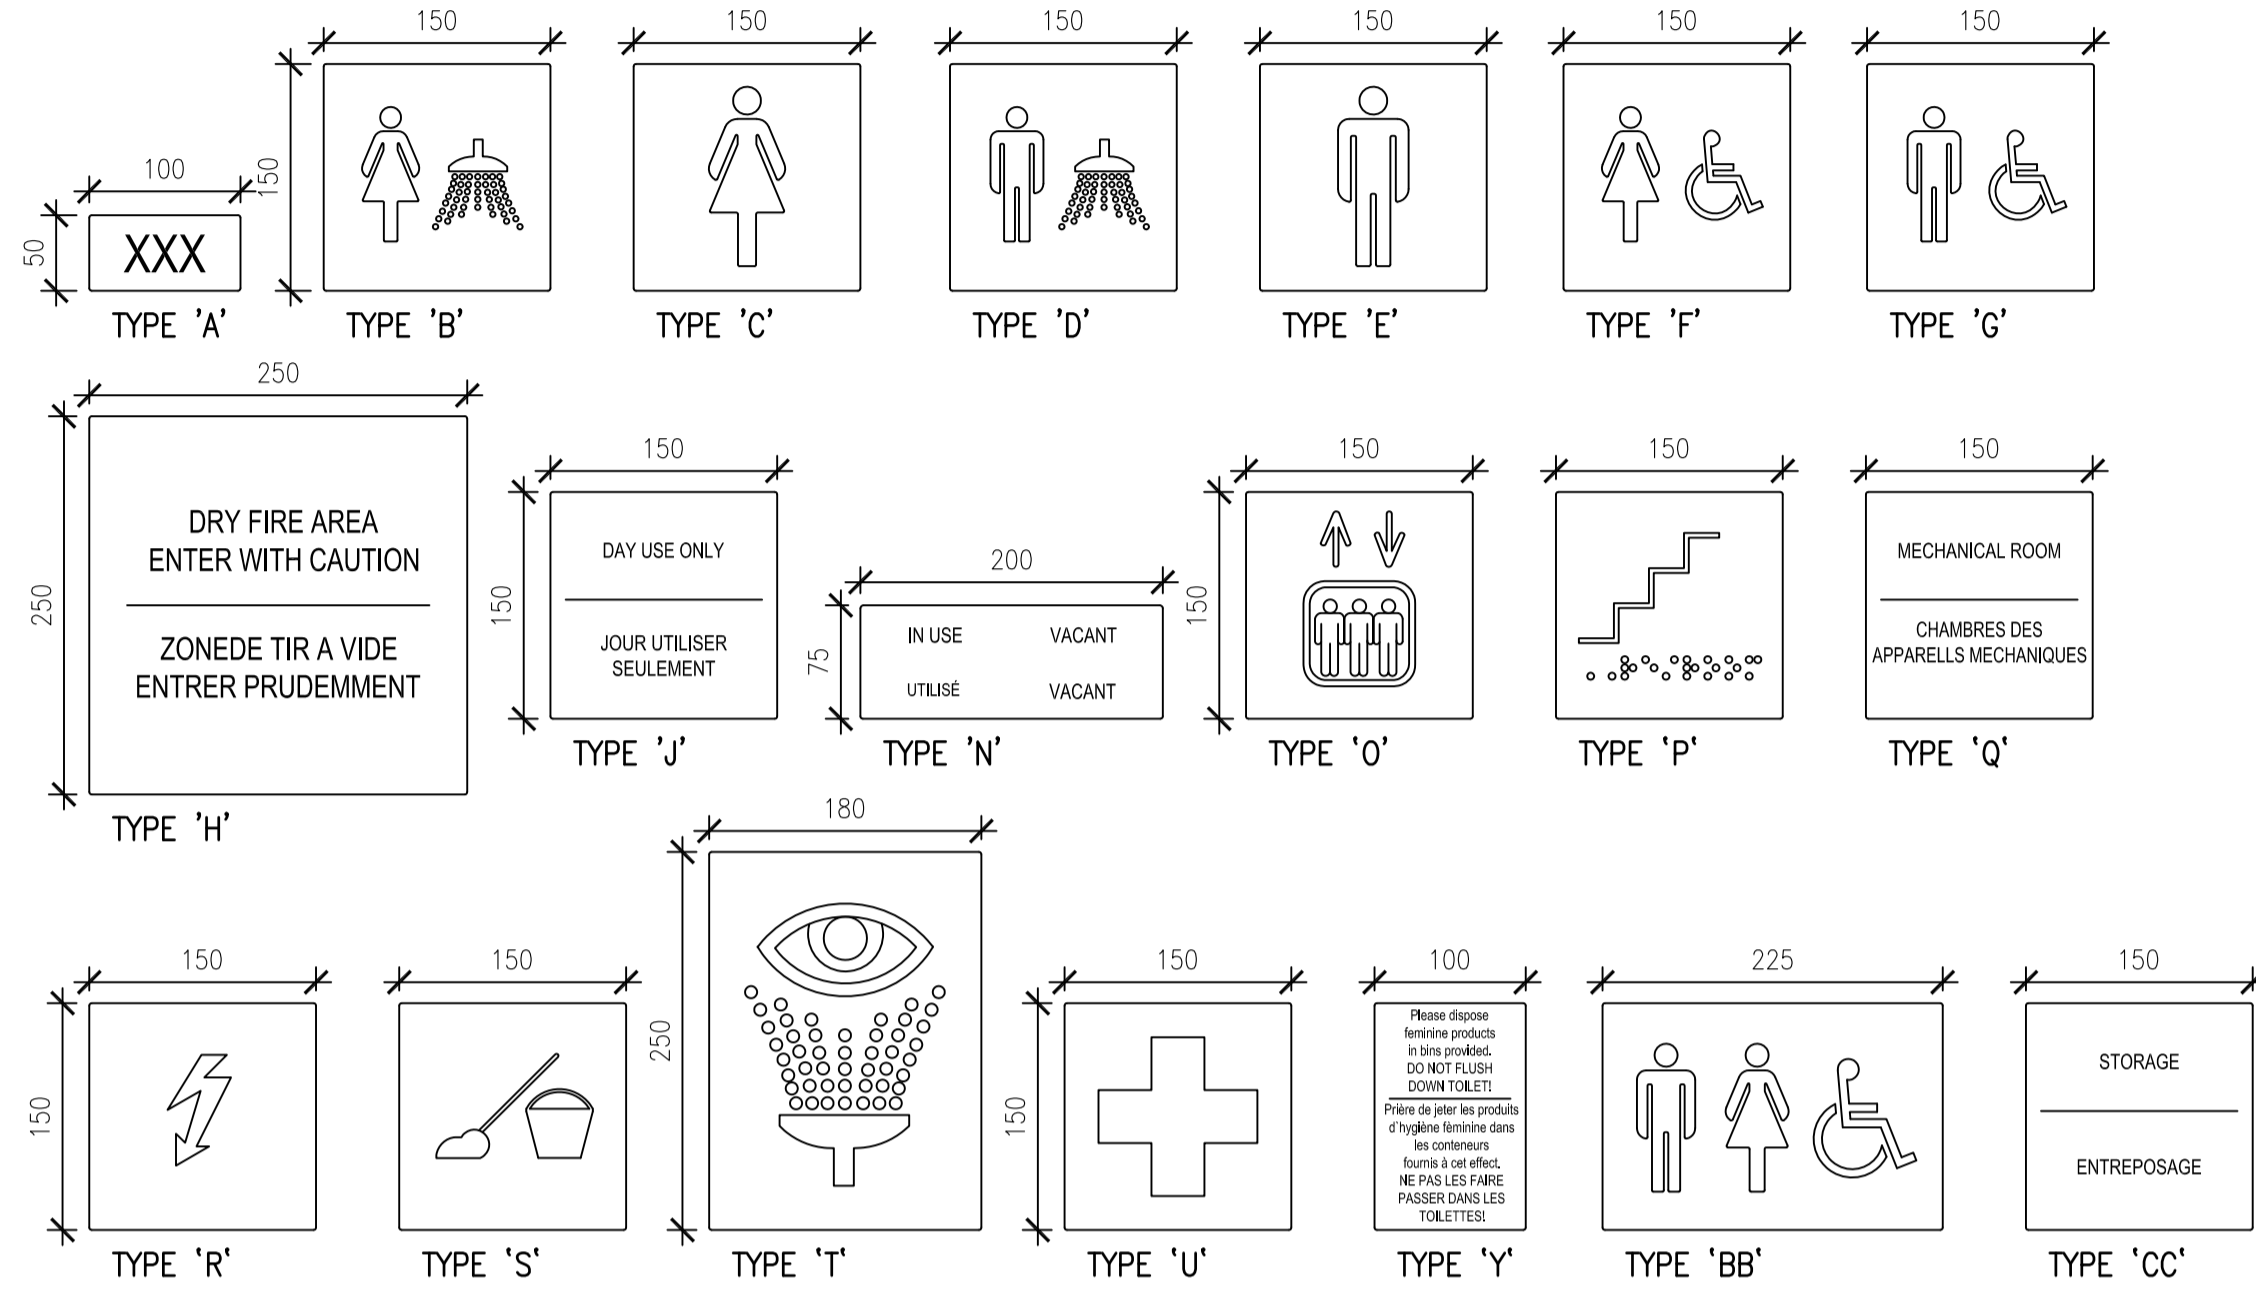 150 150 150 150 150 150
100
150
50
XXX
TYPE 'A' TYPE 'B' TYPE 'C' TYPE 'D' TYPE 'E' TYPE 'F' TYPE 'G'
250
250
DRY FIRE AREA
ENTER WITH CAUTION
ZONEDE TIR A VIDE
ENTRER PRUDEMMENT
TYPE 'H'
150
150
DAY USE ONLY
JOUR UTILISER
SEULEMENT
TYPE 'J'
200
75
IN USE VACANT
UTILISÉ VACANT
TYPE 'N'
150
150
TYPE ‘O’
150
TYPE ‘P‘
150
MECHANICAL ROOM
CHAMBRES DES
APPARELLS MECHANIQUES
TYPE ‘Q‘
150
150
TYPE ‘R‘
150
TYPE ‘S‘
180
250
TYPE ‘T‘
150
150
TYPE ‘U‘
100
Please dispose
feminine products
in bins provided.
DO NOT FLUSH
DOWN TOILET!
Prière de jeter les produits
d`hygiène fèminine dans
les conteneurs
fournis à cet effect.
NE PAS LES FAIRE
PASSER DANS LES
TOILETTES!
TYPE ‘Y‘
225
TYPE ‘BB‘
150
STORAGE
ENTREPOSAGE
TYPE ‘CC‘